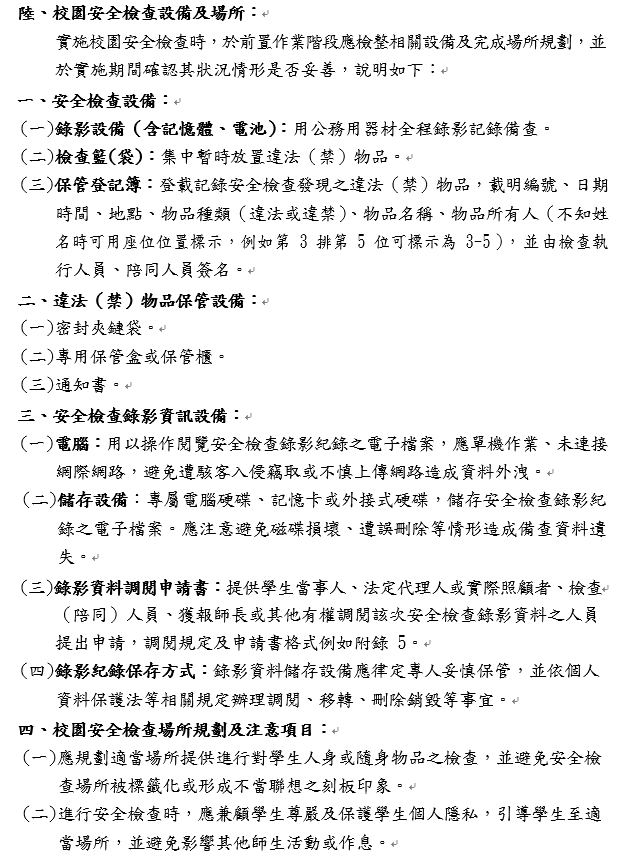 陸、校園安全檢查設備及場所：
實施校園安全檢查時，於前置作業階段應檢整相關設備及完成場所規劃，並
於實施期間確認其狀況情形是否妥善，說明如下：
一、安全檢查設備：
(一)錄影設備（含記憶體、電池）：用公務用器材全程錄影記錄備查。
(二)檢查籃(袋)：集中暫時放置違法（禁）物品。
(三)保管登記簿：登載記錄安全檢查發現之違法（禁）物品，載明編號、日期
時間、地點、物品種類（違法或違禁）、物品名稱、物品所有人（不知姓
名時可用座位位置標示，例如第 3 排第 5 位可標示為 3-5），並由檢查執
行人員、陪同人員簽名。
二、違法（禁）物品保管設備：
(一)密封夾鏈袋。
(二)專用保管盒或保管櫃。
(三)通知書。
三、安全檢查錄影資訊設備：
(一)電腦：用以操作閱覽安全檢查錄影紀錄之電子檔案，應單機作業、未連接
網際網路，避免遭駭客入侵竊取或不慎上傳網路造成資料外洩。
(二)儲存設備：專屬電腦硬碟、記憶卡或外接式硬碟，儲存安全檢查錄影紀
錄之電子檔案。應注意避免磁碟損壞、遭誤刪除等情形造成備查資料遺
失。
(三)錄影資料調閱申請書：提供學生當事人、法定代理人或實際照顧者、檢查
（陪同）人員、獲報師長或其他有權調閱該次安全檢查錄影資料之人員
提出申請，調閱規定及申請書格式例如附錄 5。
(四)錄影紀錄保存方式：錄影資料儲存設備應律定專人妥慎保管，並依個人
資料保護法等相關規定辦理調閱、移轉、刪除銷毀等事宜。
四、校園安全檢查場所規劃及注意項目：
(一)應規劃適當場所提供進行對學生人身或隨身物品之檢查，並避免安全檢
查場所被標籤化或形成不當聯想之刻板印象。
(二)進行安全檢查時，應兼顧學生尊嚴及保護學生個人隱私，引導學生至適
當場所，並避免影響其他師生活動或作息。